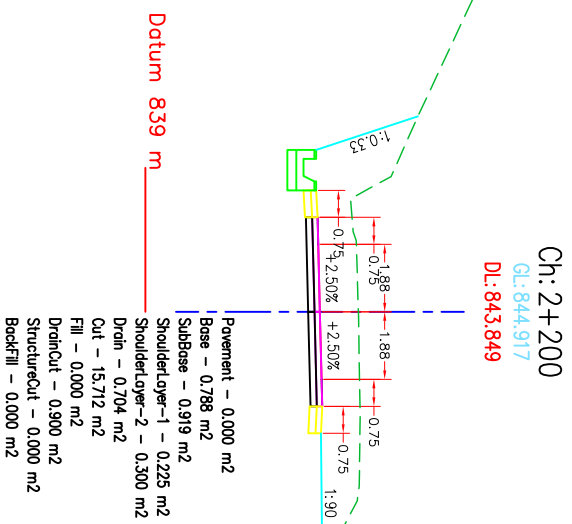 Ch: 2+200
GL: 844.917
DL: 843.849
1:0.33
0.75
0.75
1.88
1.88
0.75
0.75
+2.50%
+2.50%
1:90
Datum 839 m
Pavement - 0.000 m2
Base - 0.788 m2
SubBase - 0.919 m2
ShoulderLayer-1 - 0.225 m2
ShoulderLayer-2 - 0.300 m2
Drain - 0.704 m2
Cut - 15.712 m2
Fill - 0.000 m2
DrainCut - 0.900 m2
StructureCut - 0.000 m2
BackFill - 0.000 m2